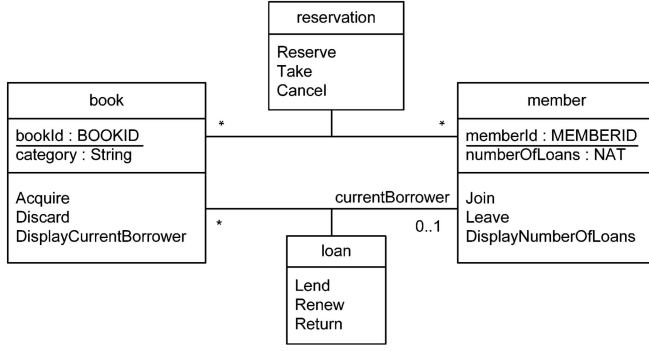 reservation
Reserve
Take
Cancel
book
bookId : BOOKID
category : String
Acquire
Discard
DisplayCurrentBorrower
*
*
member
memberId : MEMBERID
numberOfLoans : NAT
Join
Leave
DisplayNumberOfLoans
currentBorrower
*
0..1
loan
Lend
Renew
Return